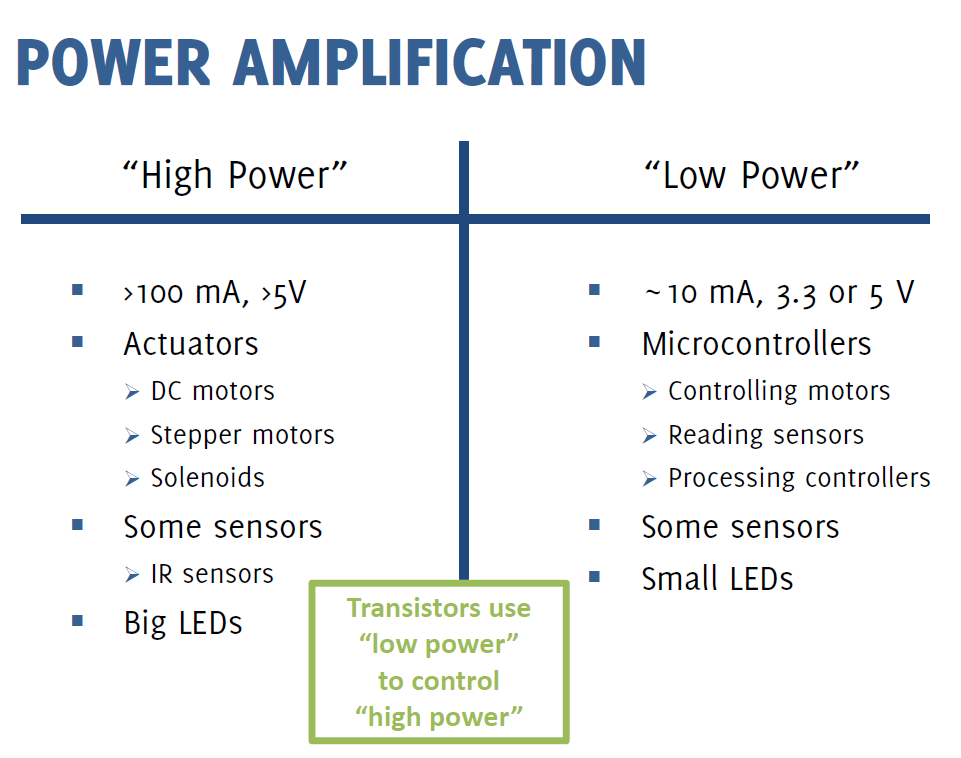 POWER AMPLIFICATION
“High Power”
>100 mA, >5V
Actuators
DC motors
Stepper motors
Solenoids
Some sensors
IR sensors
Big LEDs
“Low Power”
~10 mA, 3.3 or 5 V
Microcontrollers
Controlling motors
Reading sensors
Processing controllers
Some sensors
Small LEDs
Transistors use
“low power”
to control
“high power”